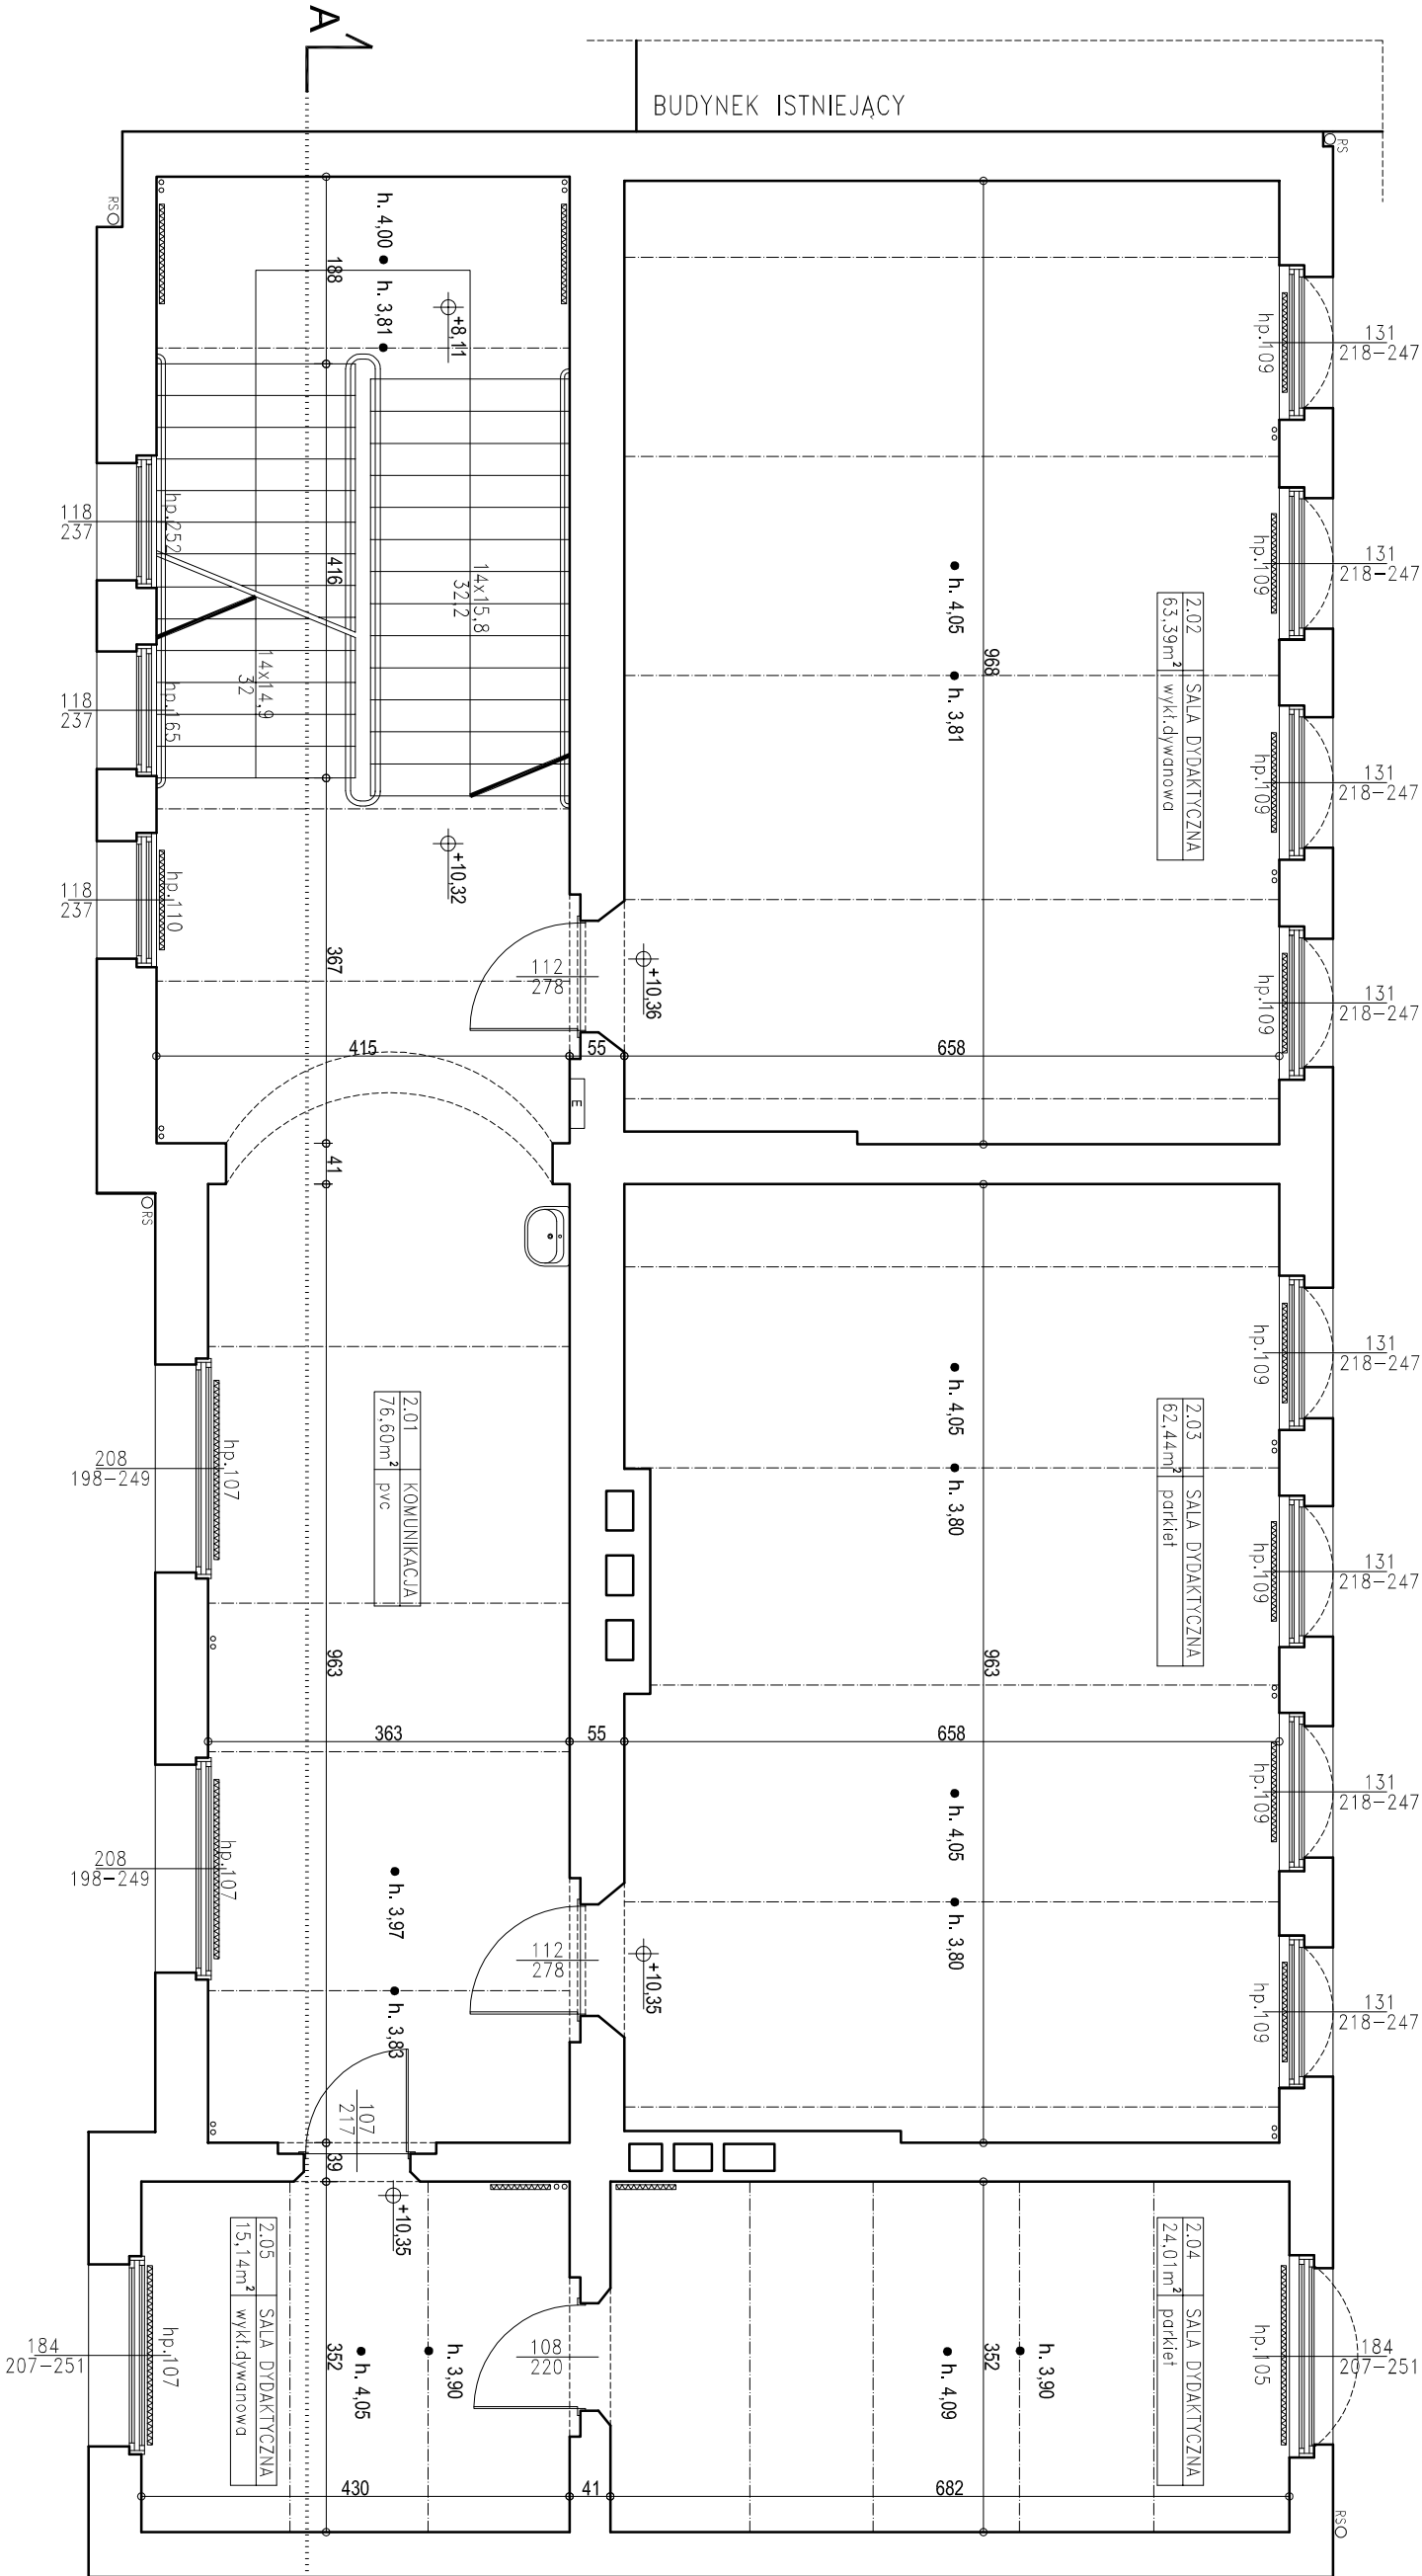 A
BUDYNEK ISTNIEJĄCY
RS
RS
h. 4,00
h. 3,81
188
+8,11
131
218-247
hp.109
118
237
hp.252
416
14x15,8
32,2
h. 4,05
h. 3,81
968
2.02 SALA DYDAKTYCZNA
63,39m² wykł.dywanowa
131
218-247
hp.109
118
237
hp.165
14x14,9
32
131
218-247
hp.109
118
237
hp.110
+10,32
367
112
278
+10,36
131
218-247
hp.109
415
55
658
E
41
RS
2.01 KOMUNIKACJA
76,60m² pvc
208
198-249
hp.107
h. 4,05
h. 3,80
2.03 SALA DYDAKTYCZNA
62,44m² parkiet
131
218-247
hp.109
131
218-247
hp.109
963
963
363
55
658
208
198-249
hp.107
h. 3,97
h. 3,83
h. 4,05
h. 3,80
131
218-247
hp.109
112
278
+10,35
131
218-247
hp.109
107
217
39
+10,35
2.05 SALA DYDAKTYCZNA
15,14m² wykł.dywanowa
2.04 SALA DYDAKTYCZNA
24,01m² parkiet
184
207-251
hp.107
352
h. 4,05
h. 3,90
108
220
h. 4,09
352
h. 3,90
hp.105
184
207-251
430
41
682
RS